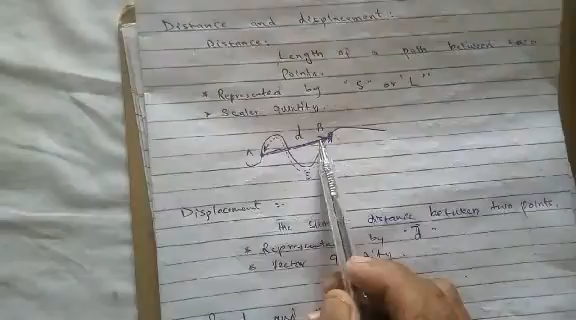 Distance and displacement:-
Distance:
Length of a path between two
points.
* Represented by "S" or "L"
* Scalar quantity.
A d B
S
Displacement :-
the distance between two points.
* Represented by "d"
* Vector